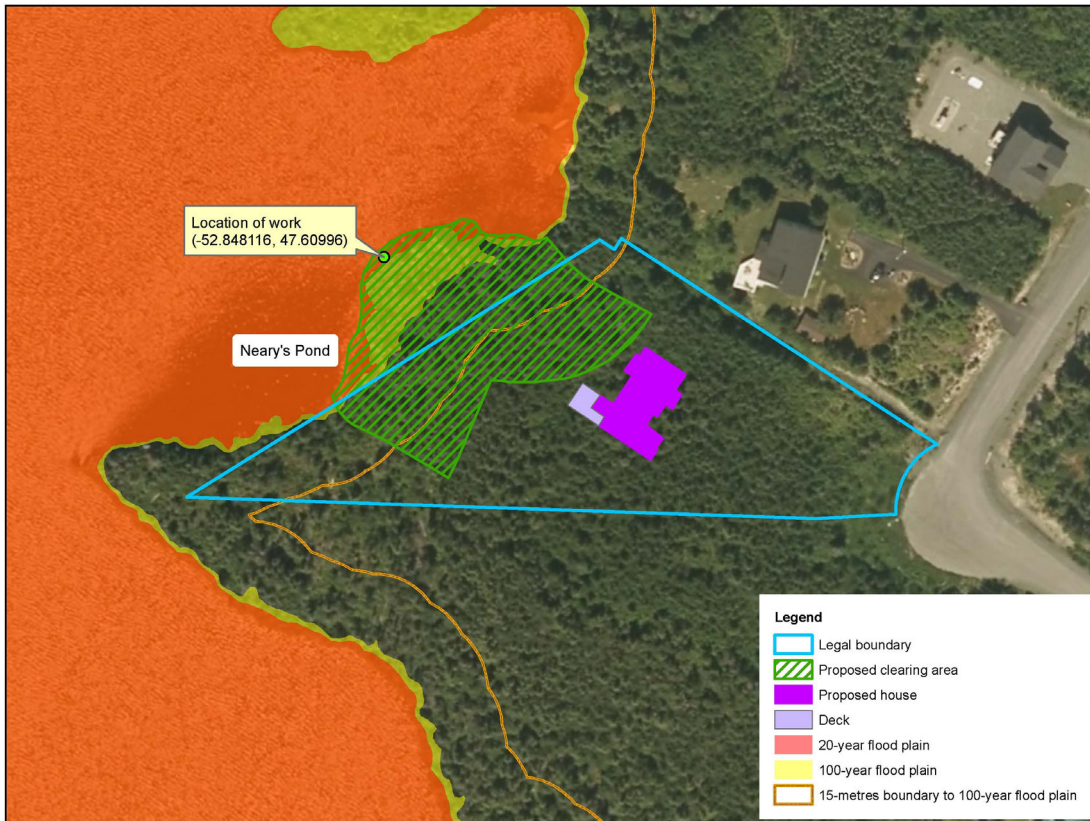 Location of work
(-52.848116, 47.60996)
Neary's Pond
Legend
Legal boundary
Proposed clearing area
Proposed house
Deck
20-year flood plain
100-year flood plain
15-metres boundary to 100-year flood plain